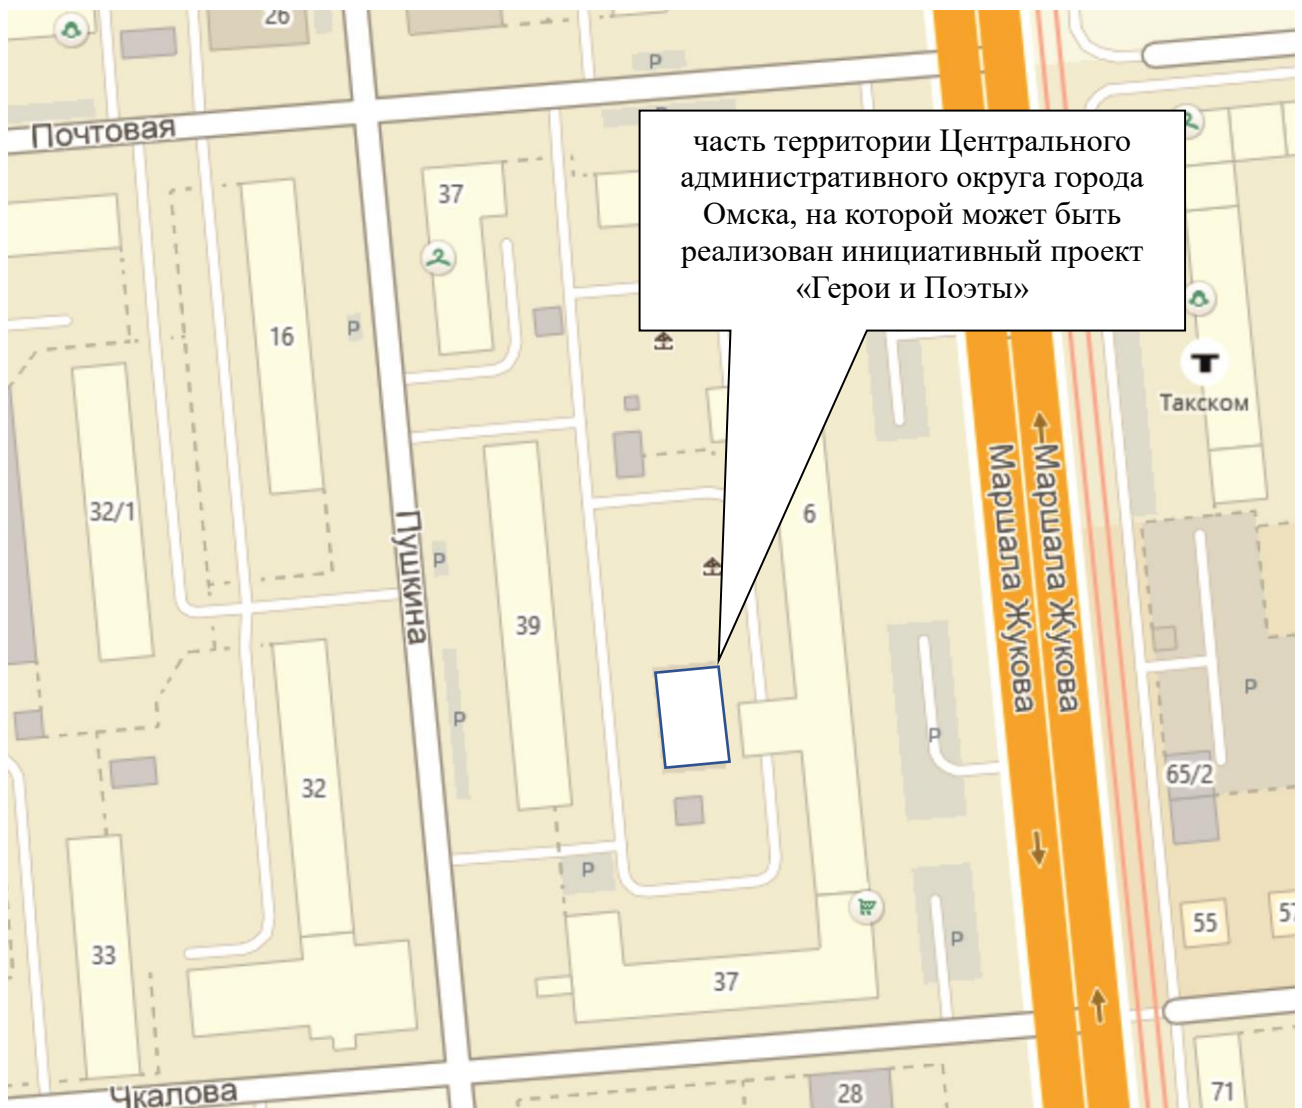 26
P
Почтовая
часть территории Центрального
административного округа города
Омска, на которой может быть
реализован инициативный проект
«Герои и Поэты»
37
16
P
Такском
32/1
6
Маршала Жукова
Маршала Жукова
Пушкина
P
39
P
P
P
65/2
32
P
33
55
P
37
Чкалова
28
71